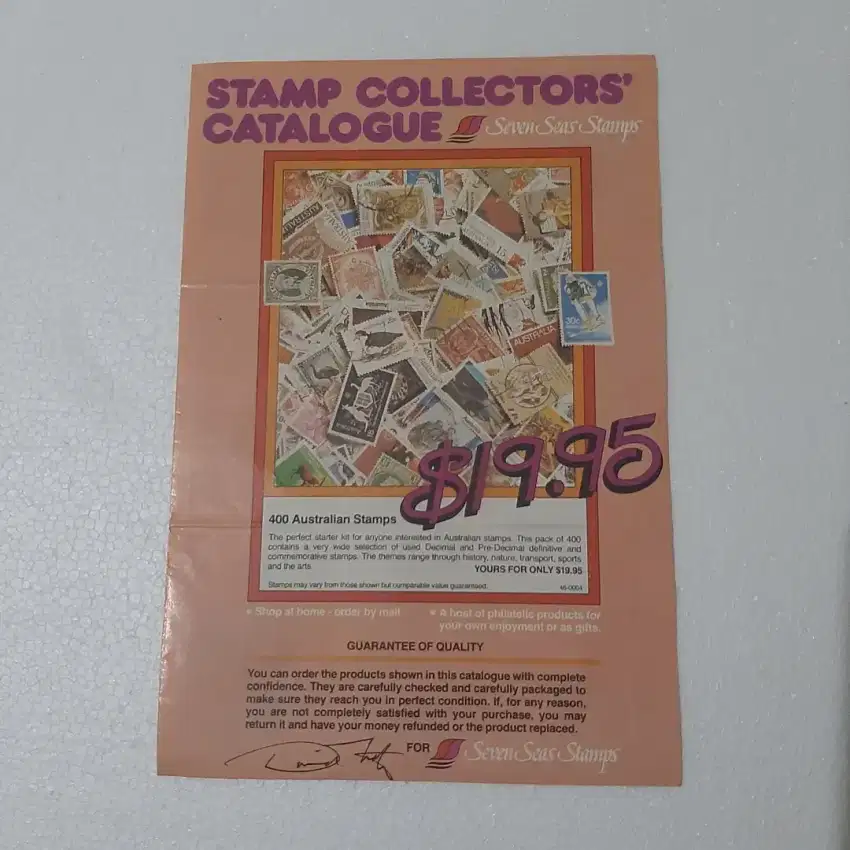 STAMP COLLECTORS'
CATALOGUE Seven Seas Stamps
AUSTRALIA
30c
AUSTRALIA
$19.95
400 Australian Stamps
The perfect starter kit for anyone interested in Australian stamps. This pack of 400
contains a very wide selection of used Decimal and Pre-Decimal definitive and
commemorative stamps. The themes range through history, nature, transport, sports
and the arts. YOURS FOR ONLY $19.95
Stamps may vary from those shown but comparable value guaranteed. 46-0004
• Shop at home - order by mail
• A host of philatelic products for
your own enjoyment or as gifts.
GUARANTEE OF QUALITY
You can order the products shown in this catalogue with complete
confidence. They are carefully checked and carefully packaged to
make sure they reach you in perfect condition. If, for any reason,
you are not completely satisfied with your purchase, you may
return it and have your money refunded or the product replaced.
FOR Seven Seas Stamps